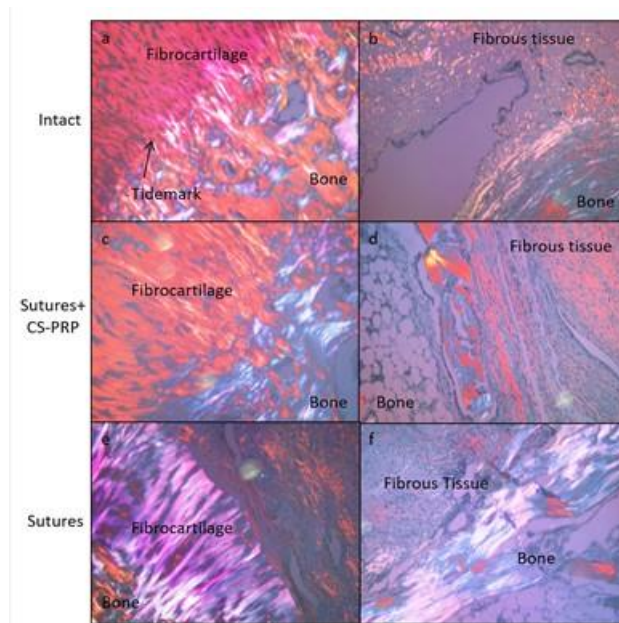 a
Fibrocartilage
Tidemark
Bone
b
Fibrous tissue
Bone
Intact
c
Fibrocartilage
Bone
d
Fibrous tissue
Bone
Sutures+
CS-PRP
e
Fibrocartilage
Bone
f
Fibrous Tissue
Bone
Sutures